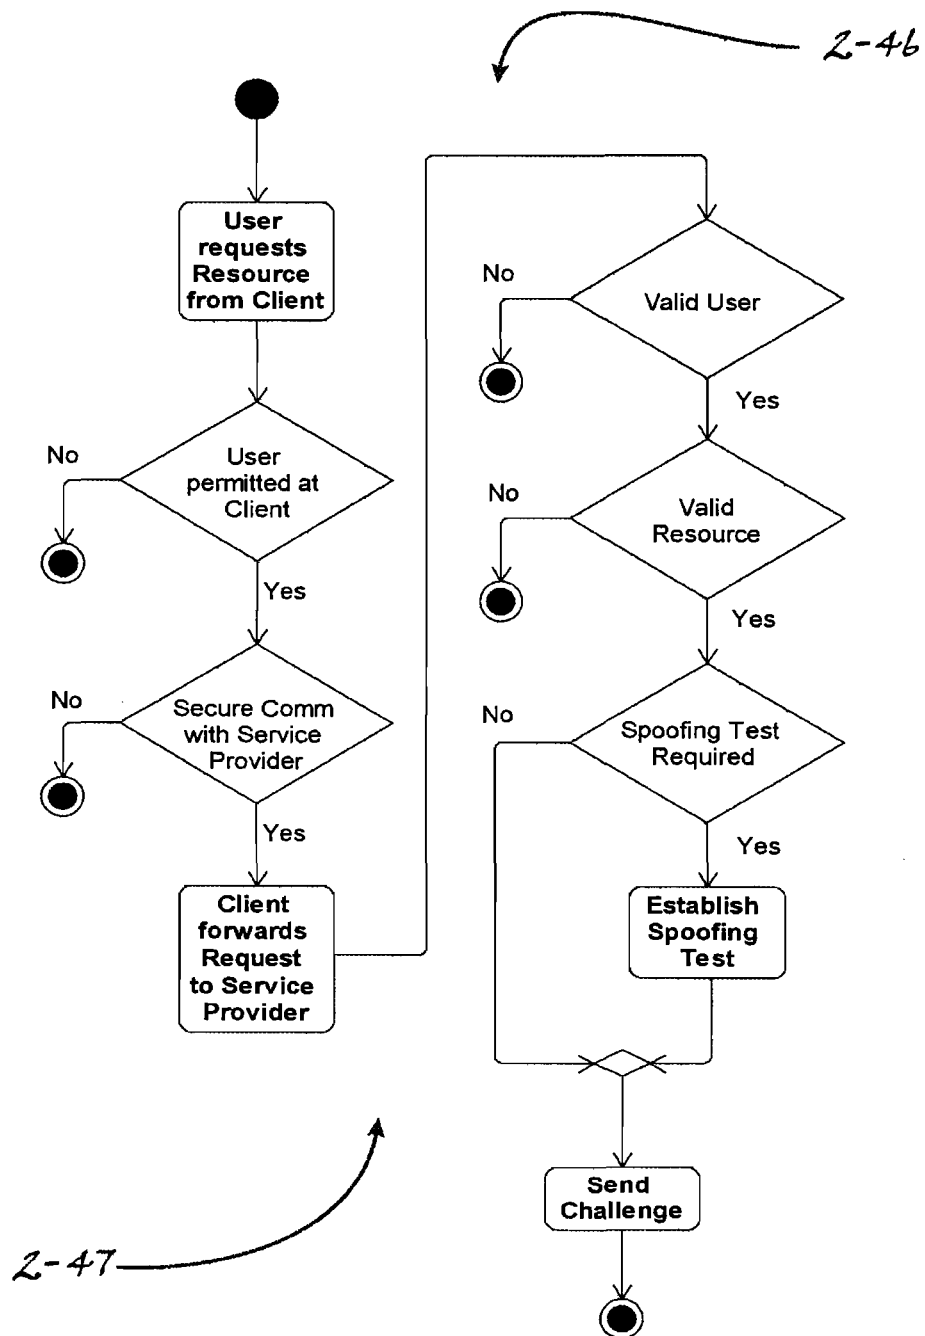 2-46
User
requests
Resource
from Client
No
User
permitted at
Client
Yes
No
Secure Comm
with Service
Provider
Yes
Client
forwards
Request
to Service
Provider
No
Valid User
Yes
No
Valid
Resource
Yes
No
Spoofing Test
Required
Yes
Establish
Spoofing
Test
Send
Challenge
2-47